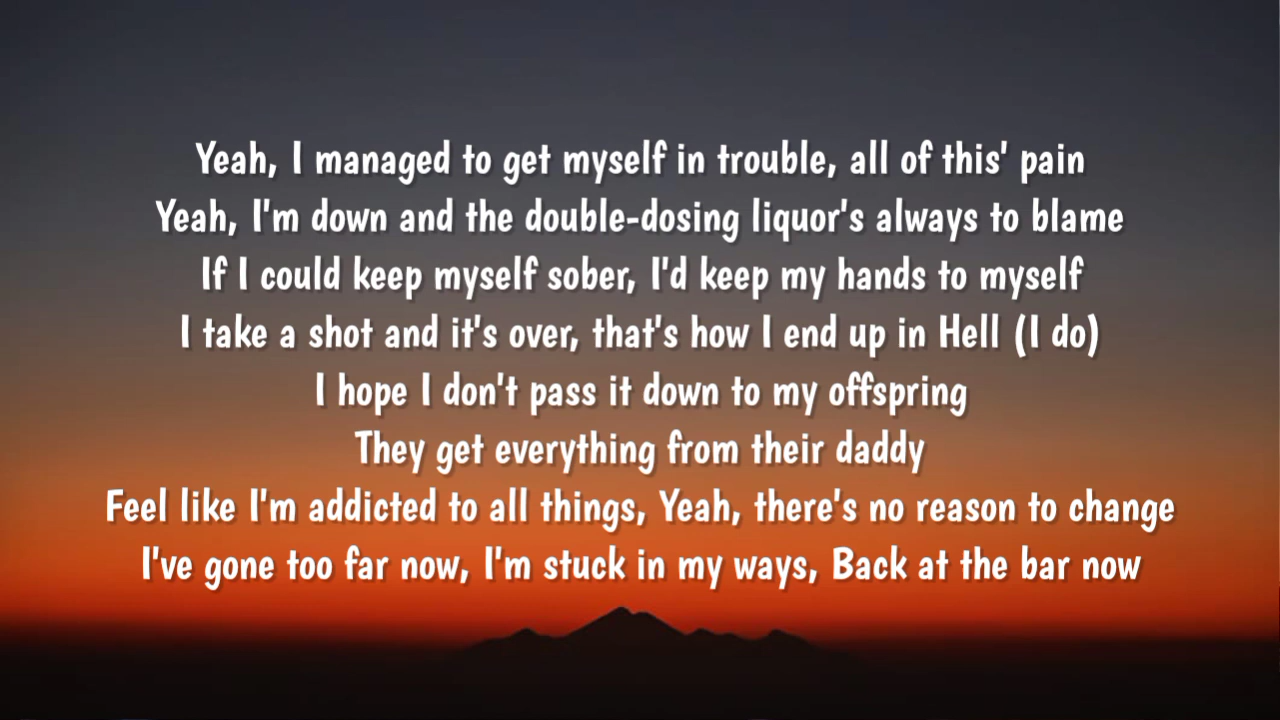 Yeah, I managed to get myself in trouble, all of this' pain
Yeah, I'm down and the double-dosing liquor's always to blame
If I could keep myself sober, I'd keep my hands to myself
I take a shot and it's over, that's how I end up in Hell (I do)
I hope I don't pass it down to my offspring
They get everything from their daddy
Feel like I'm addicted to all things, Yeah, there's no reason to change
I've gone too far now, I'm stuck in my ways, Back at the bar now